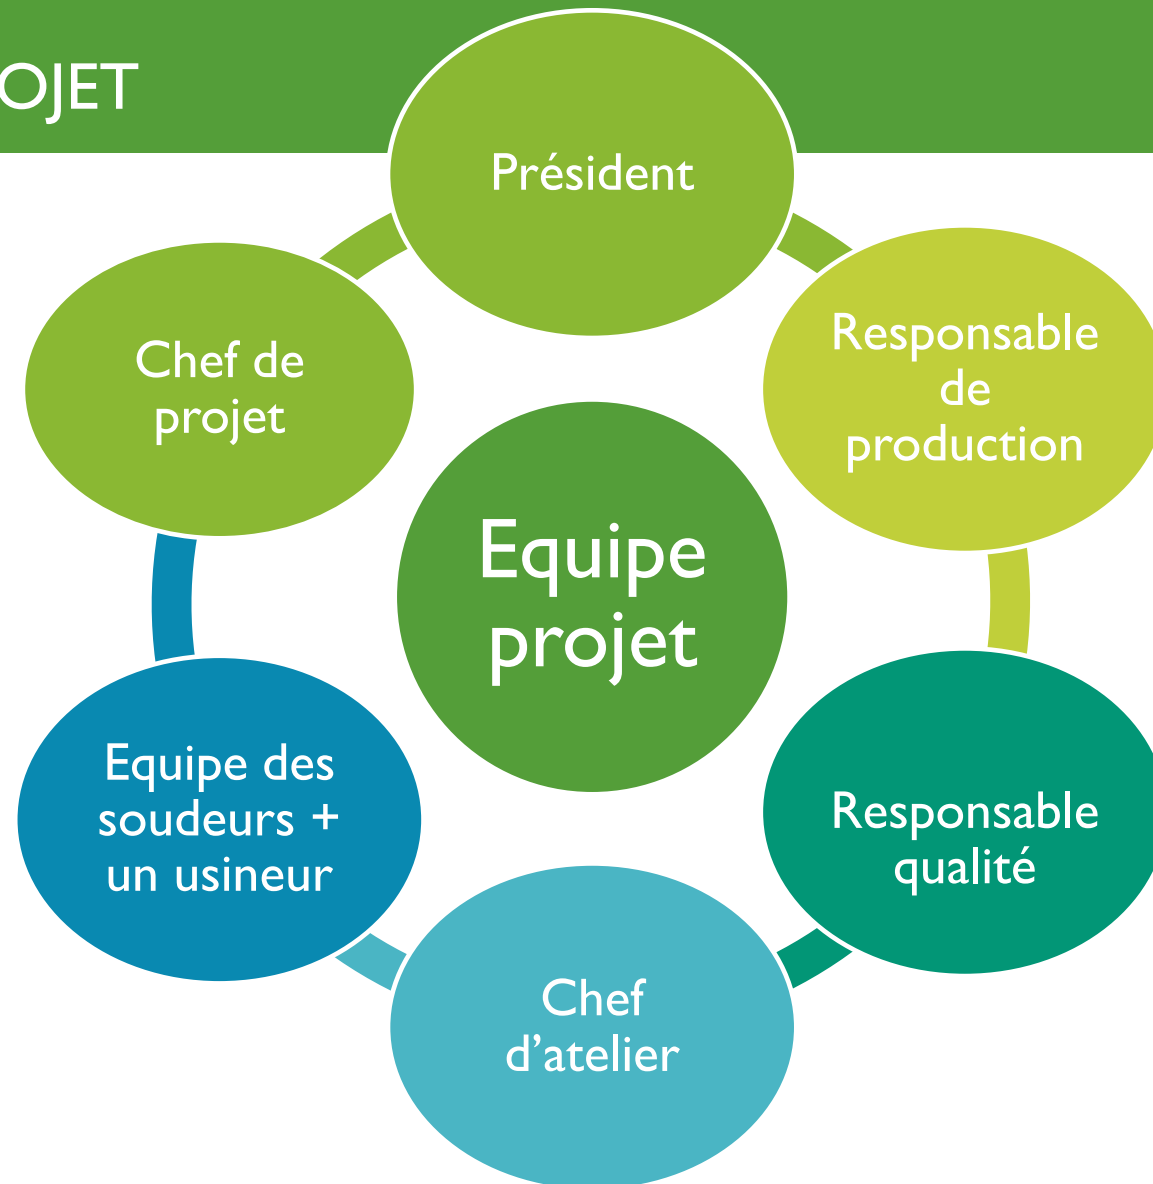 OJET
Président
Responsable
de
production
Chef de
projet
Equipe
projet
Equipe des
soudeurs +
un usineur
Responsable
qualité
Chef
d’atelier